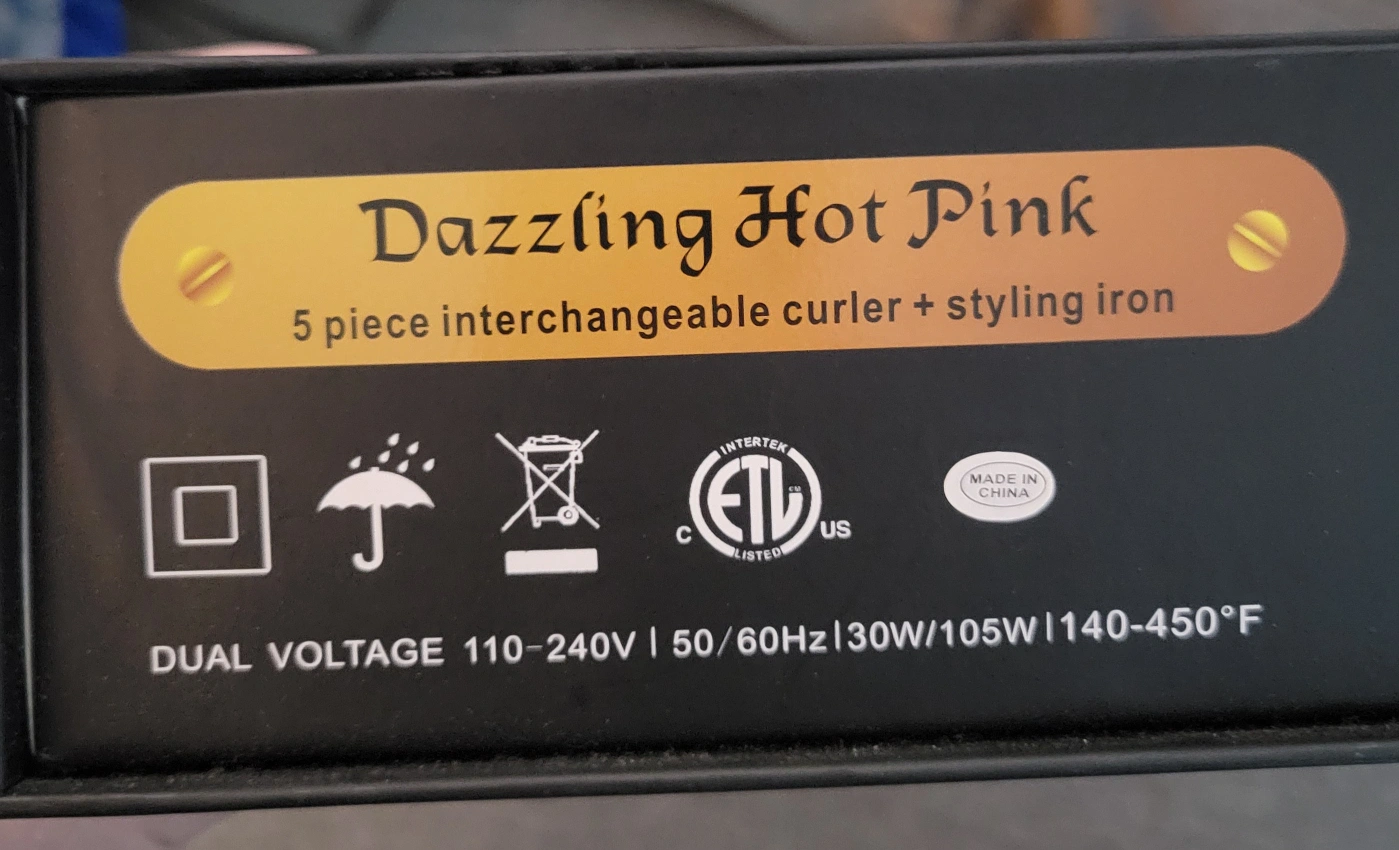 Dazzling Hot Pink
5 piece interchangeable curler + styling iron
INTERTEK
ETL CM
C US
LISTED
MADE IN
CHINA
DUAL VOLTAGE 110-240V | 50/60Hz|30W/105W|140-450°F